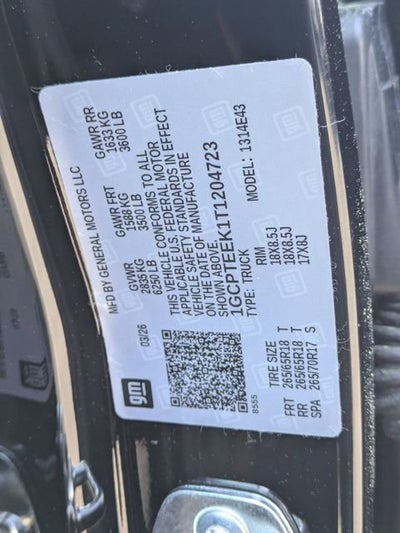 gm
MFD BY GENERAL MOTORS LLC
03/26
GVWR GAWR FRT GAWR RR
2835 KG 1588 KG 1633 KG
6250 LB 3500 LB 3600 LB
THIS VEHICLE CONFORMS TO ALL
APPLICABLE U.S. FEDERAL MOTOR
VEHICLE SAFETY STANDARDS IN EFFECT
ON THE DATE OF MANUFACTURE
SHOWN ABOVE.
1GCPTEEK1T1204723
TYPE: TRUCK MODEL: 1314E43
8555
TIRE SIZE RIM
FRT 265/65R18 T 18X8.5J
RR 265/65R18 T 18X8.5J
SPA 265/70R17 S 17X8J